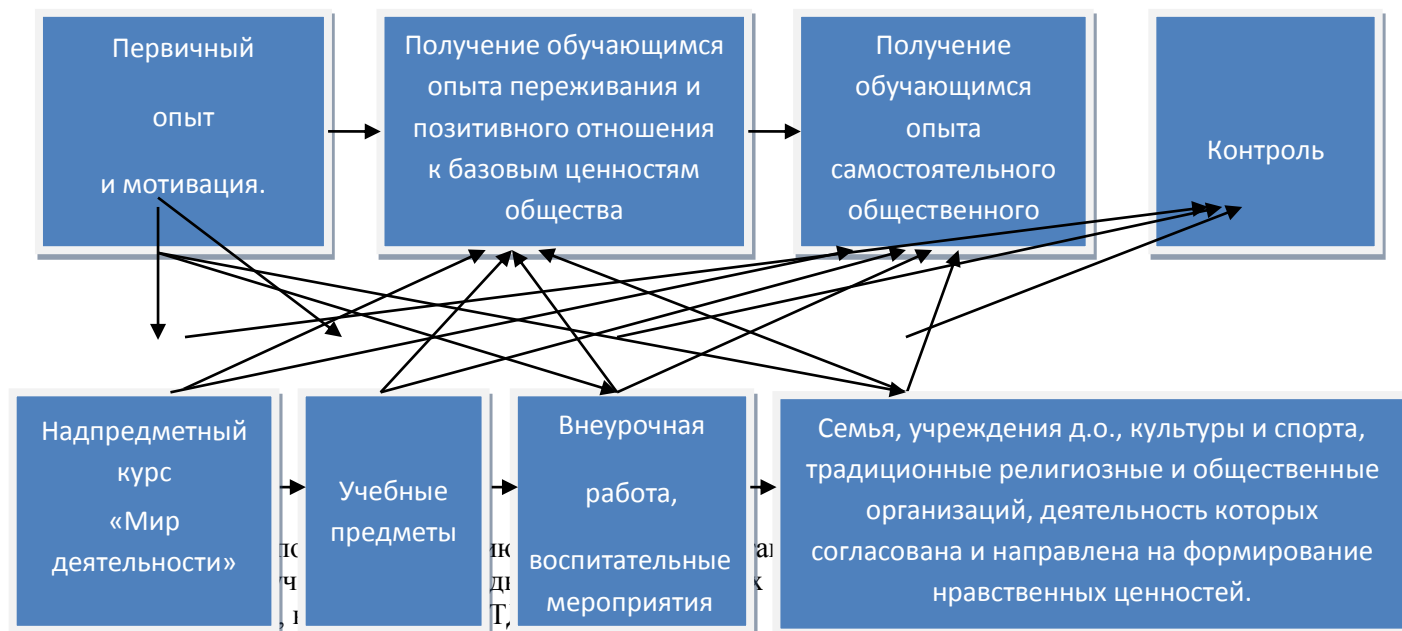 Первичный
опыт
и мотивация.
Получение обучающимся
опыта переживания и
позитивного отношения
к базовым ценностям
общества
Получение
обучающимся
опыта
самостоятельного
общественного
Контроль
Надпредметный
курс
«Мир
деятельности»
Учебные
предметы
Внеурочная
работа,
воспитательные
мероприятия
Семья, учреждения д.о., культуры и спорта,
традиционные религиозные и общественные
организаций, деятельность которых
согласована и направлена на формирование
нравственных ценностей.